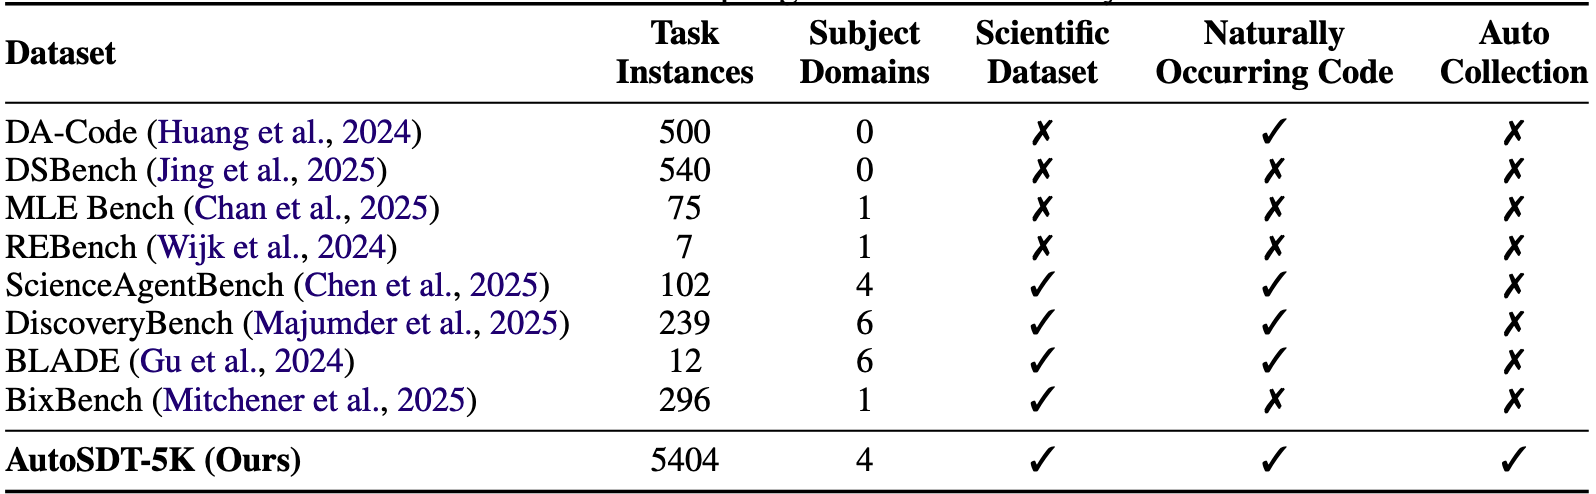 Dataset Task Instances Subject Domains Scientific Dataset Naturally Occurring Code Auto Collection
DA-Code (Huang et al., 2024) 500 0 ✗ ✓ ✗
DSBench (Jing et al., 2025) 540 0 ✗ ✗ ✗
MLE Bench (Chan et al., 2025) 75 1 ✗ ✗ ✗
REBench (Wijk et al., 2024) 7 1 ✗ ✗ ✗
ScienceAgentBench (Chen et al., 2025) 102 4 ✓ ✓ ✗
DiscoveryBench (Majumder et al., 2025) 239 6 ✓ ✓ ✗
BLADE (Gu et al., 2024) 12 6 ✓ ✓ ✗
BixBench (Mitchener et al., 2025) 296 1 ✓ ✗ ✗
AutoSDT-5K (Ours) 5404 4 ✓ ✓ ✓